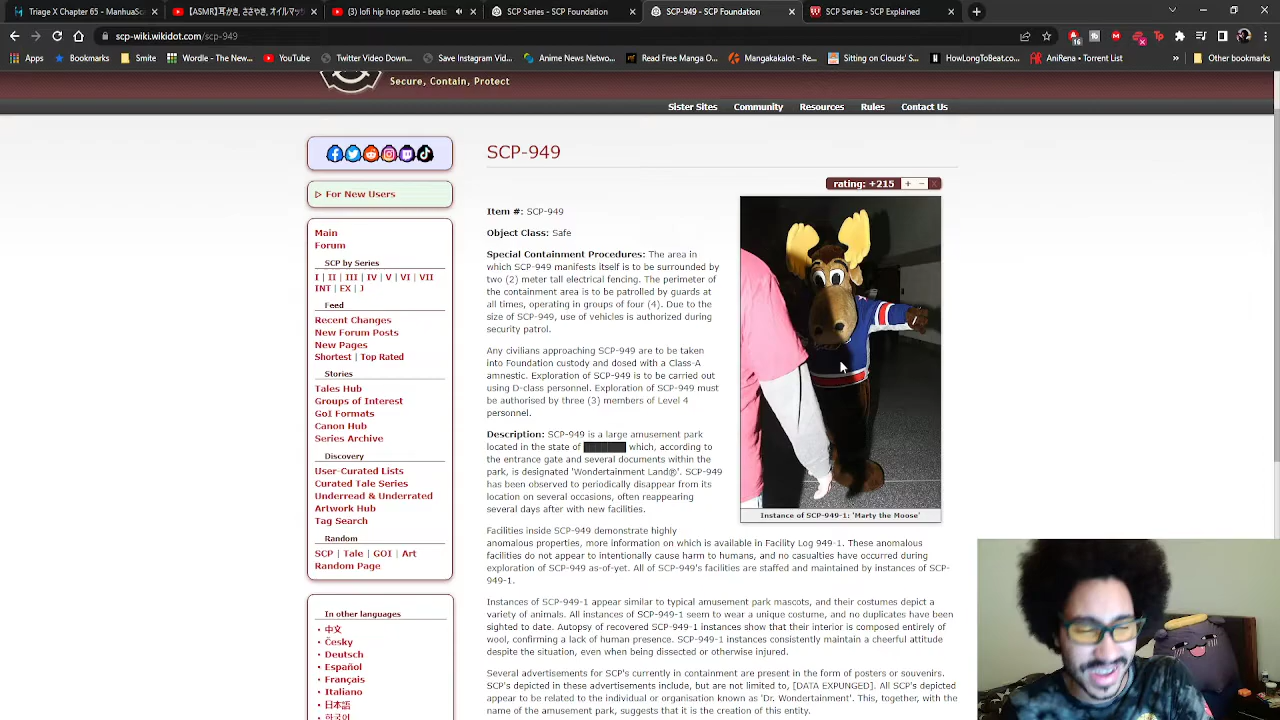 Triage X Chapter 65 - ManhuaSc
【ASMR】耳かき、ささやき、オイルマッ
(3) lofi hip hop radio - beats
SCP Series - SCP Foundation
SCP-949 - SCP Foundation
SCP Series - SCP Explained
scp-wiki.wikidot.com/scp-949
16
Apps
Bookmarks
Smite
Wordle - The New...
YouTube
Twitter Video Down...
Save Instagram Vid...
Anime News Netwo...
Read Free Manga O...
Mangakakalot - Re...
Sitting on Clouds' S...
HowLongToBeat.co...
AniRena | Torrent List
»
Other bookmarks
Secure, Contain, Protect
Sister Sites
Community
Resources
Rules
Contact Us
▷ For New Users
Main
Forum
SCP by Series
I | II | III | IV | V | VI | VII
INT | EX | J
Feed
Recent Changes
New Forum Posts
New Pages
Shortest | Top Rated
Stories
Tales Hub
Groups of Interest
GoI Formats
Canon Hub
Series Archive
Discovery
User-Curated Lists
Curated Tale Series
Underread & Underrated
Artwork Hub
Tag Search
Random
SCP | Tale | GOI | Art
Random Page
In other languages
中文
Česky
Deutsch
Español
Français
Italiano
日本語
한국어
SCP-949
rating: +215 + − x
Item #: SCP-949
Object Class: Safe
Special Containment Procedures: The area in
which SCP-949 manifests itself is to be surrounded by
two (2) meter tall electrical fencing. The perimeter of
the containment area is to be patrolled by guards at
all times, operating in groups of four (4). Due to the
size of SCP-949, use of vehicles is authorized during
security patrol.
Any civilians approaching SCP-949 are to be taken
into Foundation custody and dosed with a Class-A
amnestic. Exploration of SCP-949 is to be carried out
using D-class personnel. Exploration of SCP-949 must
be authorised by three (3) members of Level 4
personnel.
Description: SCP-949 is a large amusement park
located in the state of ██████ which, according to
the entrance gate and several documents within the
park, is designated 'Wondertainment Land®'. SCP-949
has been observed to periodically disappear from its
location on several occasions, often reappearing
several days after with new facilities.
Instance of SCP-949-1: 'Marty the Moose'
Facilities inside SCP-949 demonstrate highly
anomalous properties, more information on which is available in Facility Log 949-1. These anomalous
facilities do not appear to intentionally cause harm to humans, and no casualties have occurred during
exploration of SCP-949 as-of-yet. All of SCP-949's facilities are staffed and maintained by instances of SCP-
949-1.
Instances of SCP-949-1 appear similar to typical amusement park mascots, and their costumes depict a
variety of animals. All instances of SCP-949-1 seem to wear a unique costume, and no duplicates have been
sighted to date. Autopsy of recovered SCP-949-1 instances show that their interior is composed entirely of
wool, confirming a lack of human presence. SCP-949-1 instances consistently maintain a cheerful attitude
despite the situation, even when being dissected or otherwise injured.
Several advertisements for SCP's currently in containment are present in the form of posters or souvenirs.
SCP's depicted in these advertisements include, but are not limited to, [DATA EXPUNGED]. All SCP's depicted
appear to be related to the individual or organisation known as 'Dr. Wondertainment'. This, together, with the
name of the amusement park, suggests that it is the creation of this entity.